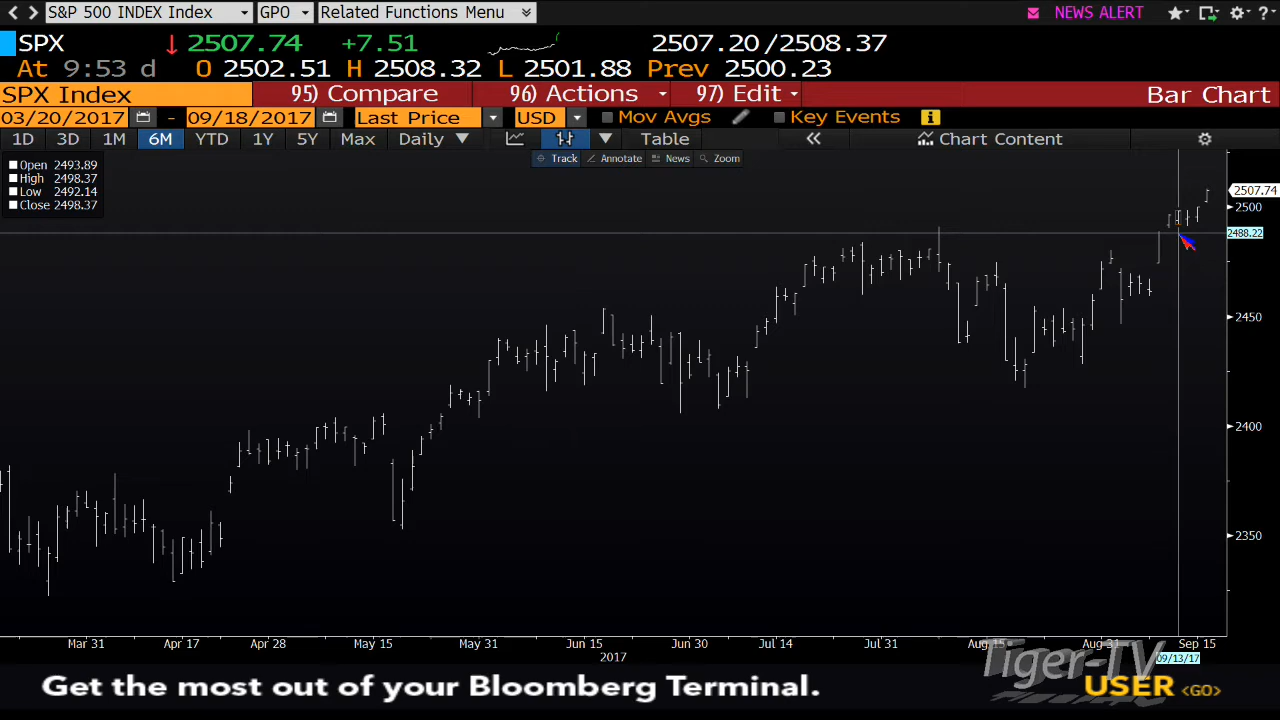 S&P 500 INDEX Index GPO Related Functions Menu NEWS ALERT ?
SPX 2507.74 +7.51 2507.20/2508.37
At 9:53 d O 2502.51 H 2508.32 L 2501.88 Prev 2500.23
SPX Index 95) Compare 96) Actions 97) Edit Bar Chart
03/20/2017 - 09/18/2017 Last Price USD Mov Avgs Key Events i
1D 3D 1M 6M YTD 1Y 5Y Max Daily Table Chart Content
Track Annotate News Zoom
Open 2493.89
High 2498.37
Low 2492.14
Close 2498.37
2507.74
2500
2488.22
2450
2400
2350
Mar 31 Apr 17 Apr 28 May 15 May 31 Jun 15 Jun 30 Jul 14 Jul 31 Aug 15 Aug 31 Sep 15
2017
09/13/17
Tiger-TV
Get the most out of your Bloomberg Terminal. USER <GO>